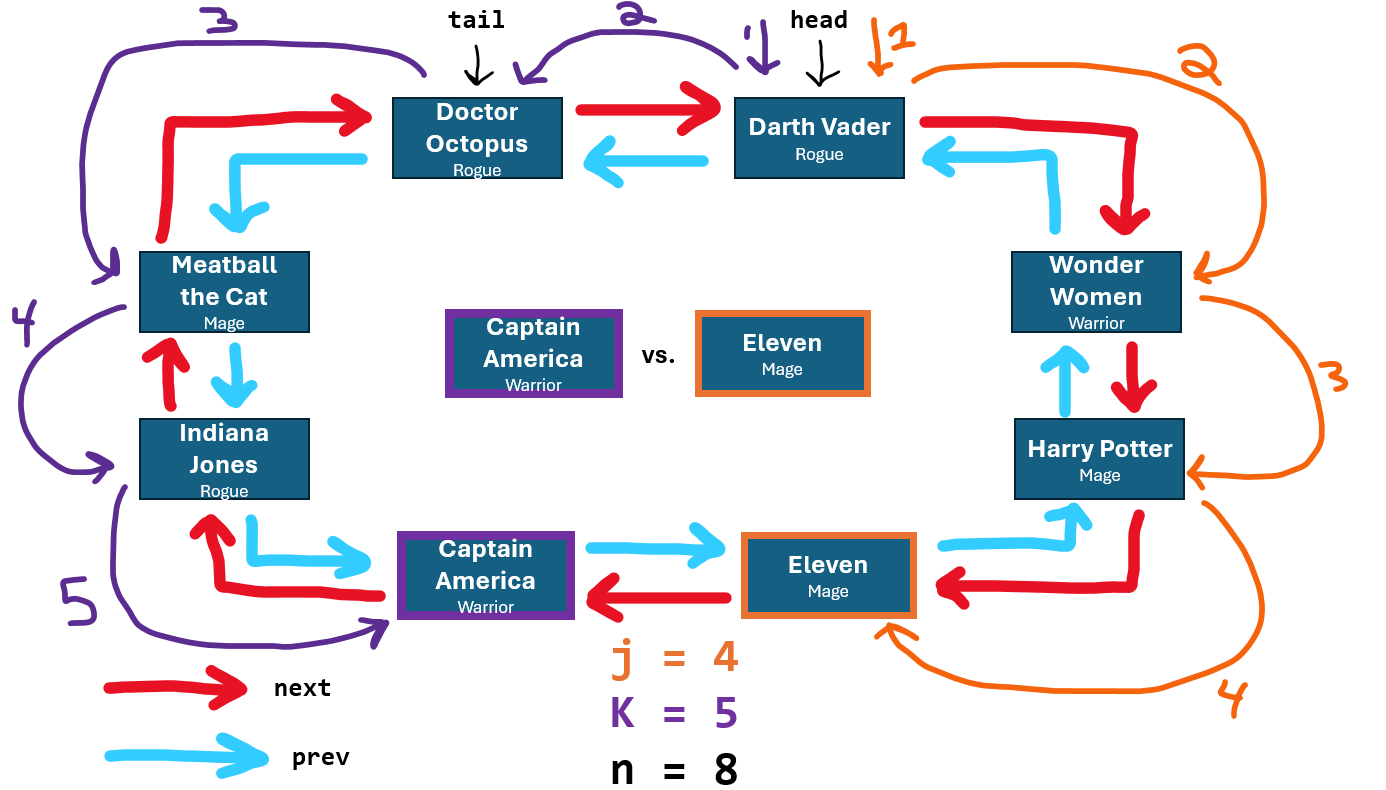 3
tail
2
1
head
1
2
Doctor
Octopus
Rogue
Darth Vader
Rogue
Meatball
the Cat
Mage
Wonder
Women
Warrior
4
Captain
America
Warrior
vs.
Eleven
Mage
3
Indiana
Jones
Rogue
Harry Potter
Mage
5
Captain
America
Warrior
Eleven
Mage
4
j = 4
K = 5
n = 8
next
prev